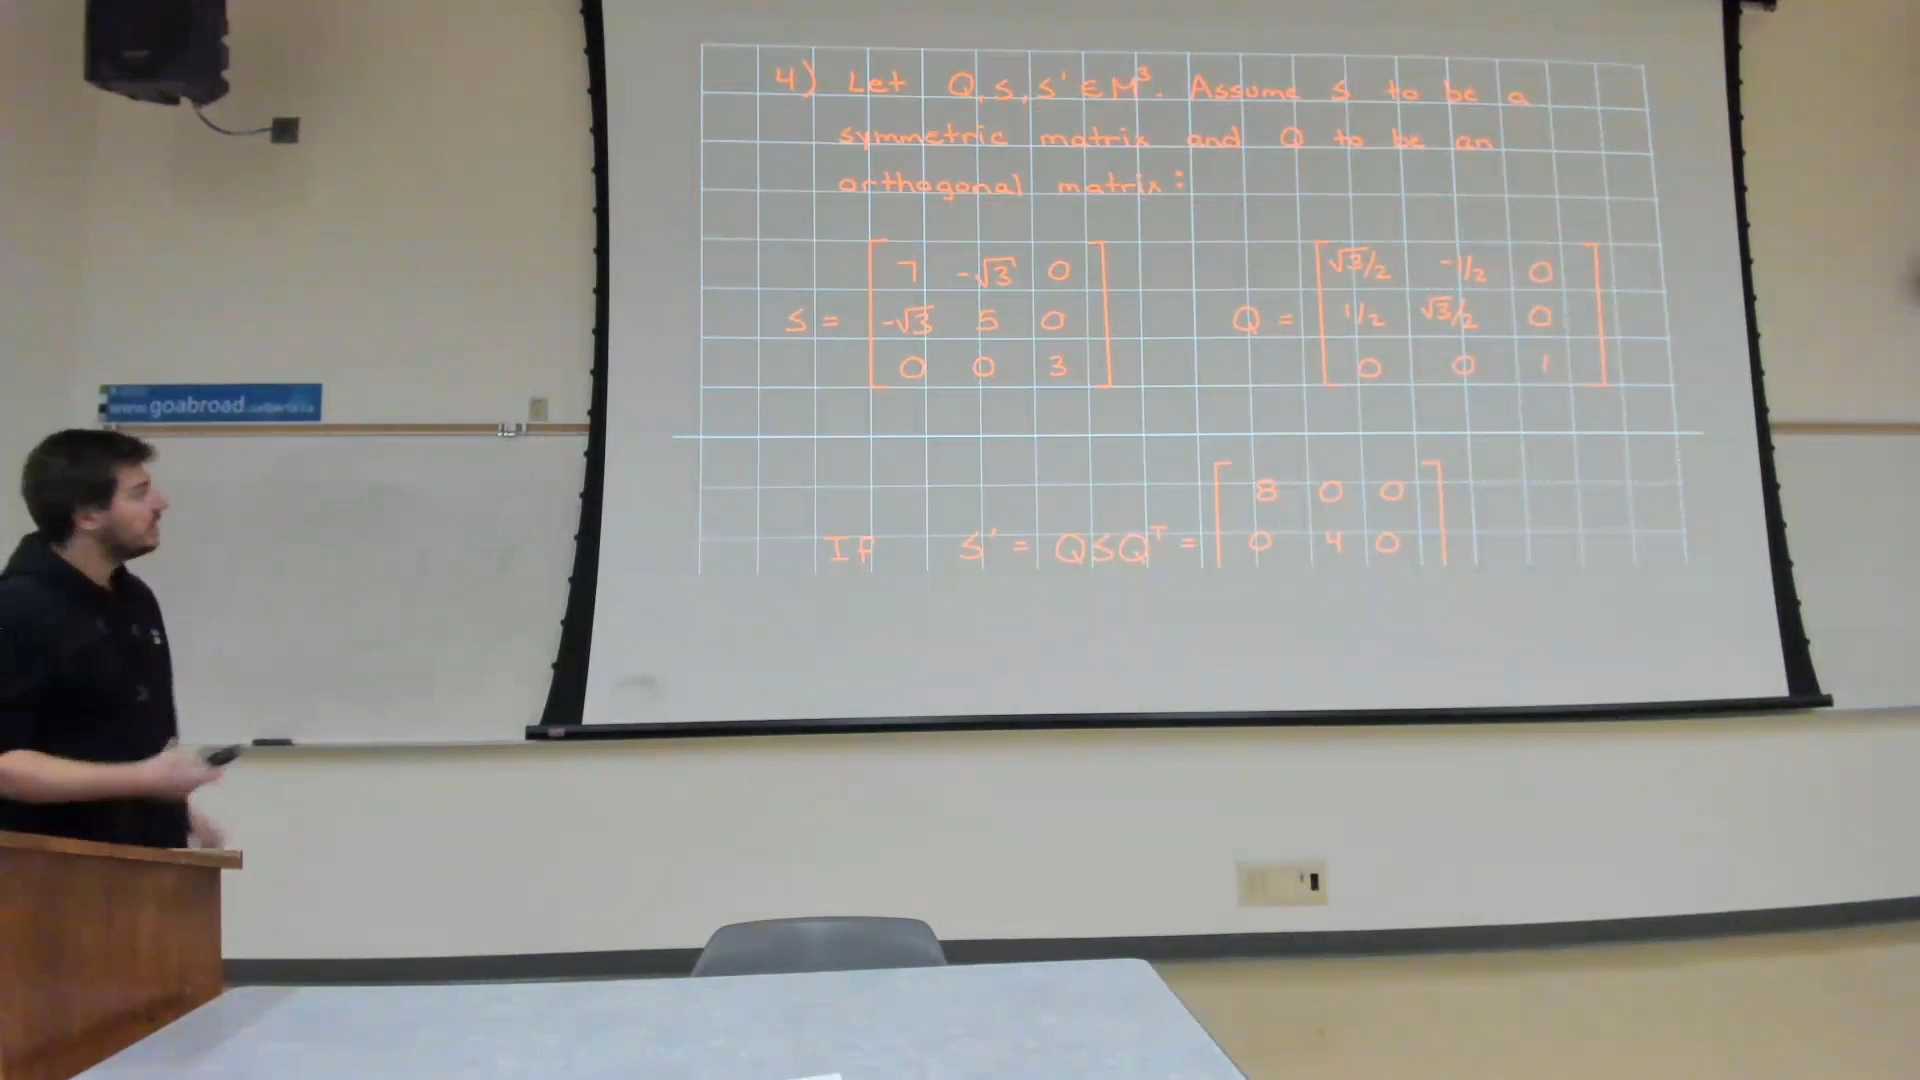 4) Let Q, S, S' ∈ M³. Assume S to be a
symmetric matrix and Q to be an
orthogonal matrix:
S = [ 7 -√3 0
-√3 5 0
0 0 3 ]
Q = [ √3/2 -1/2 0
1/2 √3/2 0
0 0 1 ]
If S' = QSQᵀ = [ 8 0 0
0 4 0
www.goabroad.ualberta.ca